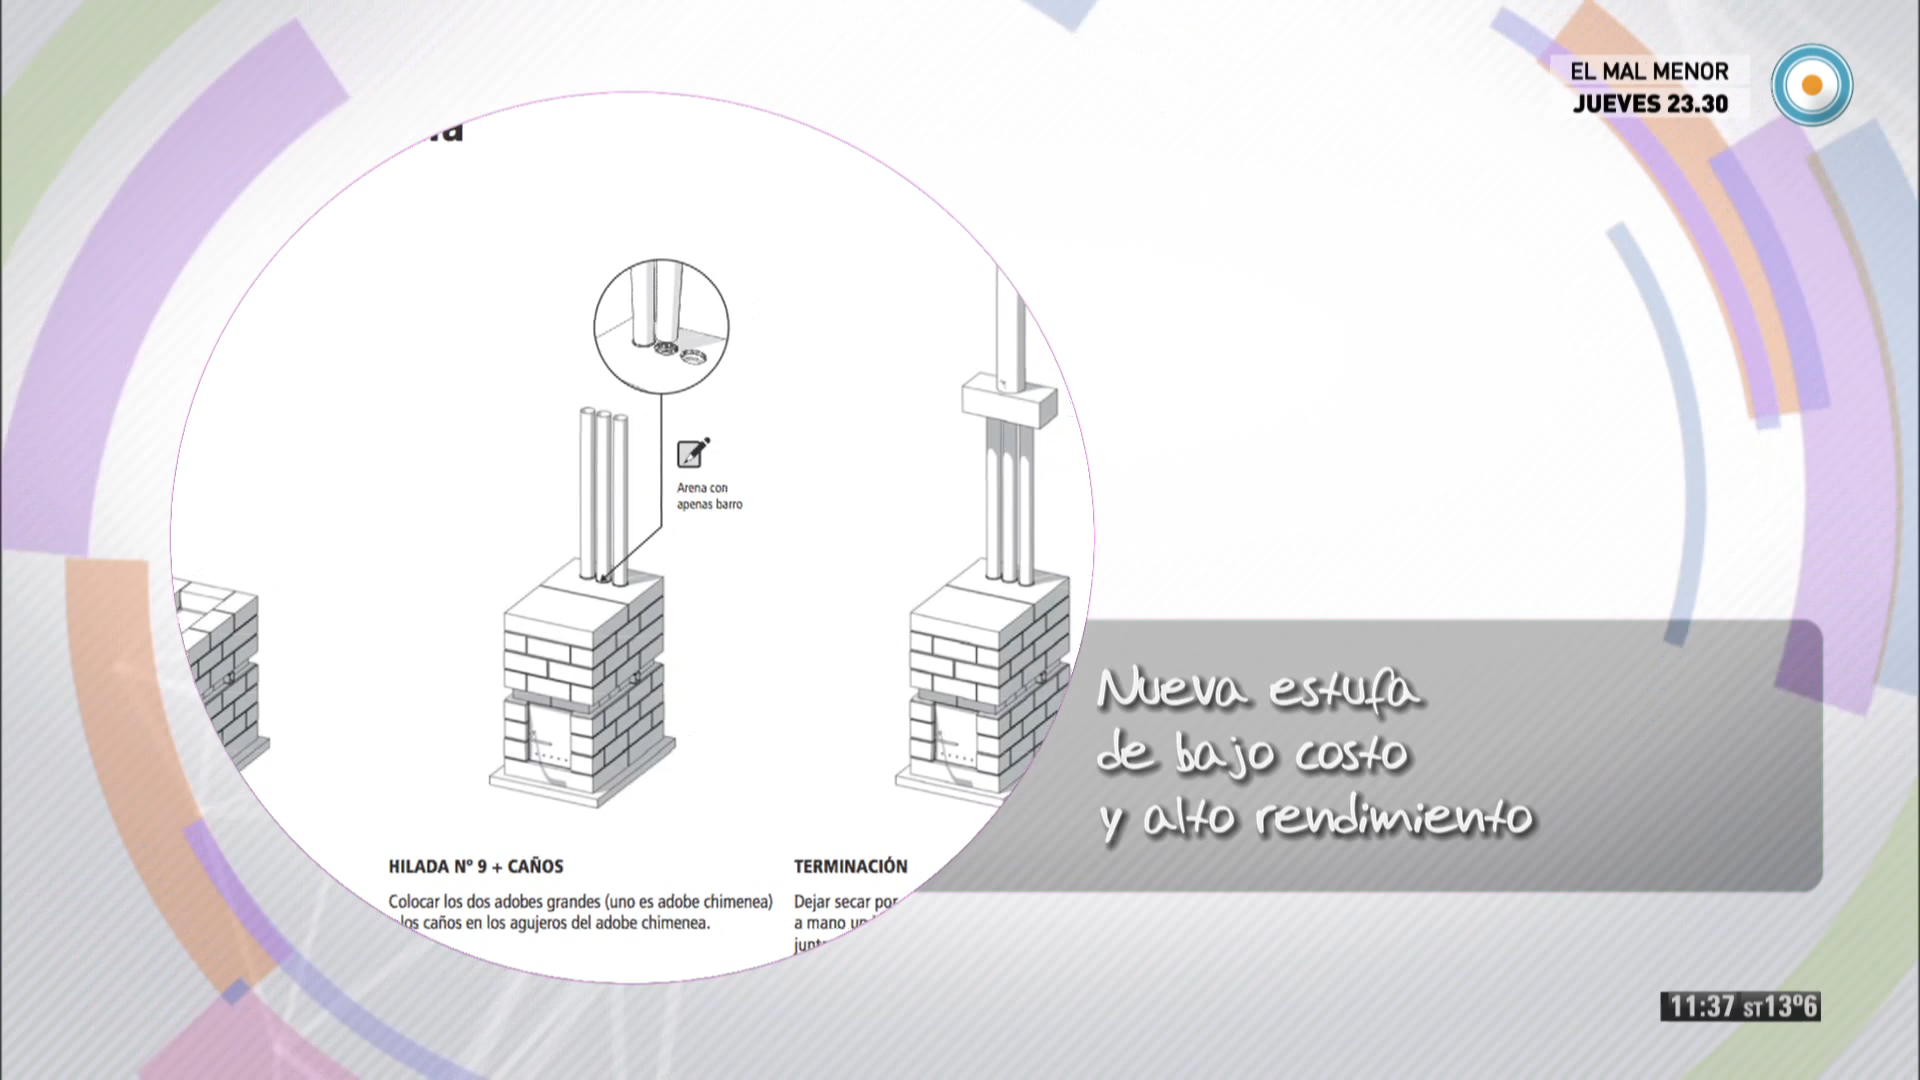 EL MAL MENOR
JUEVES 23.30
Arena con
apenas barro
Nueva estufa
de bajo costo
y alto rendimiento
HILADA Nº 9 + CAÑOS
Colocar los dos adobes grandes (uno es adobe chimenea)
los caños en los agujeros del adobe chimenea.
TERMINACIÓN
Dejar secar por
a mano
11:37 ST 13º6